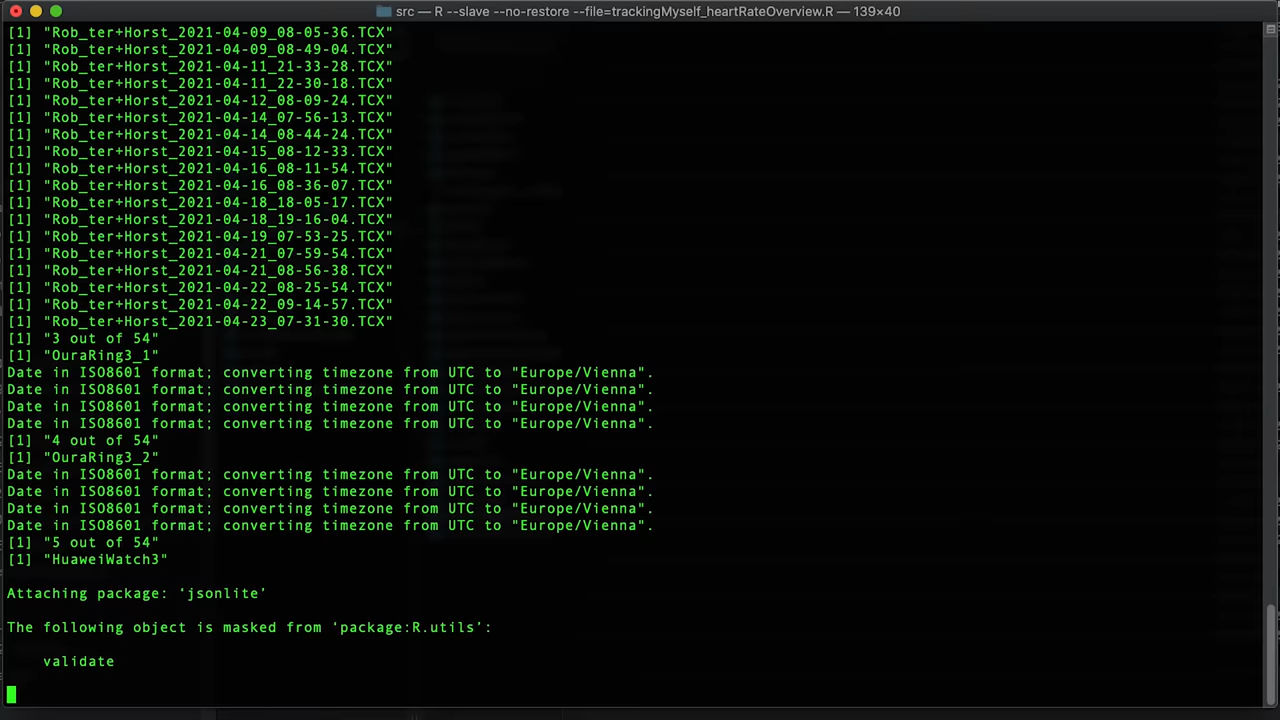 src — R --slave --no-restore --file=trackingMyself_heartRateOverview.R — 139×40
[1] "Rob_ter+Horst_2021-04-09_08-05-36.TCX"
[1] "Rob_ter+Horst_2021-04-09_08-49-04.TCX"
[1] "Rob_ter+Horst_2021-04-11_21-33-28.TCX"
[1] "Rob_ter+Horst_2021-04-11_22-30-18.TCX"
[1] "Rob_ter+Horst_2021-04-12_08-09-24.TCX"
[1] "Rob_ter+Horst_2021-04-14_07-56-13.TCX"
[1] "Rob_ter+Horst_2021-04-14_08-44-24.TCX"
[1] "Rob_ter+Horst_2021-04-15_08-12-33.TCX"
[1] "Rob_ter+Horst_2021-04-16_08-11-54.TCX"
[1] "Rob_ter+Horst_2021-04-16_08-36-07.TCX"
[1] "Rob_ter+Horst_2021-04-18_18-05-17.TCX"
[1] "Rob_ter+Horst_2021-04-18_19-16-04.TCX"
[1] "Rob_ter+Horst_2021-04-19_07-53-25.TCX"
[1] "Rob_ter+Horst_2021-04-21_07-59-54.TCX"
[1] "Rob_ter+Horst_2021-04-21_08-56-38.TCX"
[1] "Rob_ter+Horst_2021-04-22_08-25-54.TCX"
[1] "Rob_ter+Horst_2021-04-22_09-14-57.TCX"
[1] "Rob_ter+Horst_2021-04-23_07-31-30.TCX"
[1] "3 out of 54"
[1] "OuraRing3_1"
Date in ISO8601 format; converting timezone from UTC to "Europe/Vienna".
Date in ISO8601 format; converting timezone from UTC to "Europe/Vienna".
Date in ISO8601 format; converting timezone from UTC to "Europe/Vienna".
Date in ISO8601 format; converting timezone from UTC to "Europe/Vienna".
[1] "4 out of 54"
[1] "OuraRing3_2"
Date in ISO8601 format; converting timezone from UTC to "Europe/Vienna".
Date in ISO8601 format; converting timezone from UTC to "Europe/Vienna".
Date in ISO8601 format; converting timezone from UTC to "Europe/Vienna".
Date in ISO8601 format; converting timezone from UTC to "Europe/Vienna".
[1] "5 out of 54"
[1] "HuaweiWatch3"
Attaching package: ‘jsonlite’
The following object is masked from ‘package:R.utils’:
validate